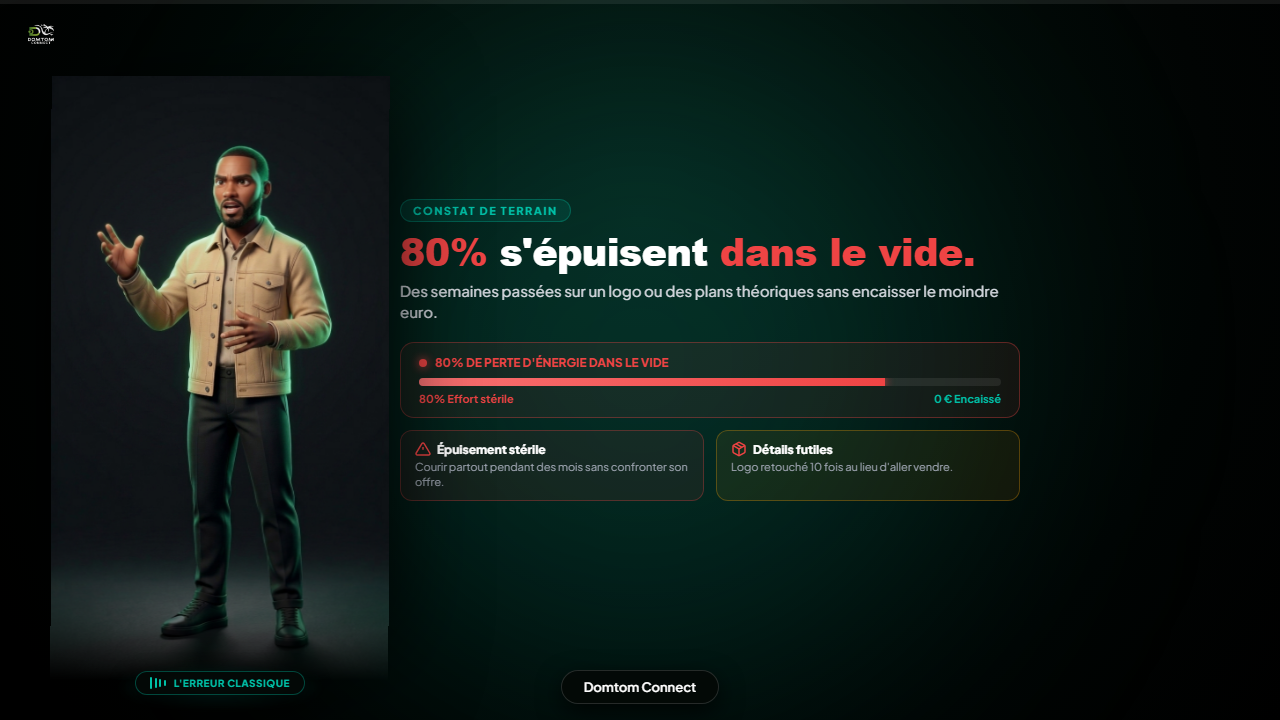 DOMTOM
CONNECT
CONSTAT DE TERRAIN
80% s'épuisent dans le vide.
Des semaines passées sur un logo ou des plans théoriques sans encaisser le moindre
euro.
80% DE PERTE D'ÉNERGIE DANS LE VIDE
80% Effort stérile
0 € Encaissé
Épuisement stérile
Courir partout pendant des mois sans confronter son
offre.
Détails futiles
Logo retouché 10 fois au lieu d'aller vendre.
L'ERREUR CLASSIQUE
Domtom Connect